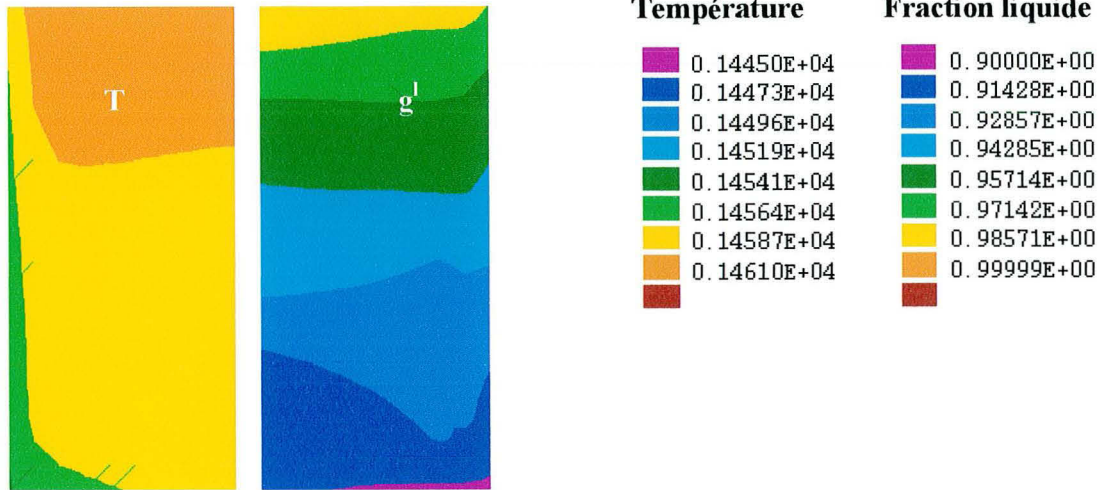 Température
Fraction liquide
T
g^l
0.14450E+04
0.14473E+04
0.14496E+04
0.14519E+04
0.14541E+04
0.14564E+04
0.14587E+04
0.14610E+04
0.90000E+00
0.91428E+00
0.92857E+00
0.94285E+00
0.95714E+00
0.97142E+00
0.98571E+00
0.99999E+00